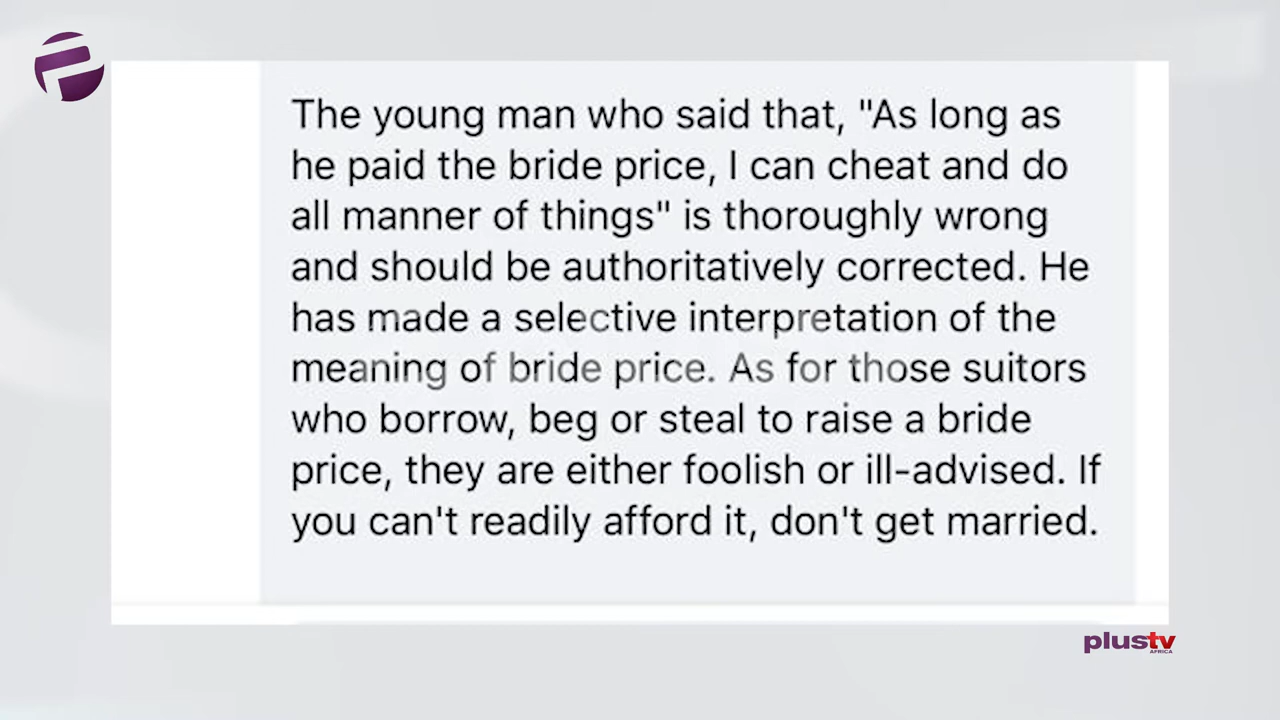 The young man who said that, "As long as
he paid the bride price, I can cheat and do
all manner of things" is thoroughly wrong
and should be authoritatively corrected. He
has made a selective interpretation of the
meaning of bride price. As for those suitors
who borrow, beg or steal to raise a bride
price, they are either foolish or ill-advised. If
you can't readily afford it, don't get married.
plustv
AFRICA